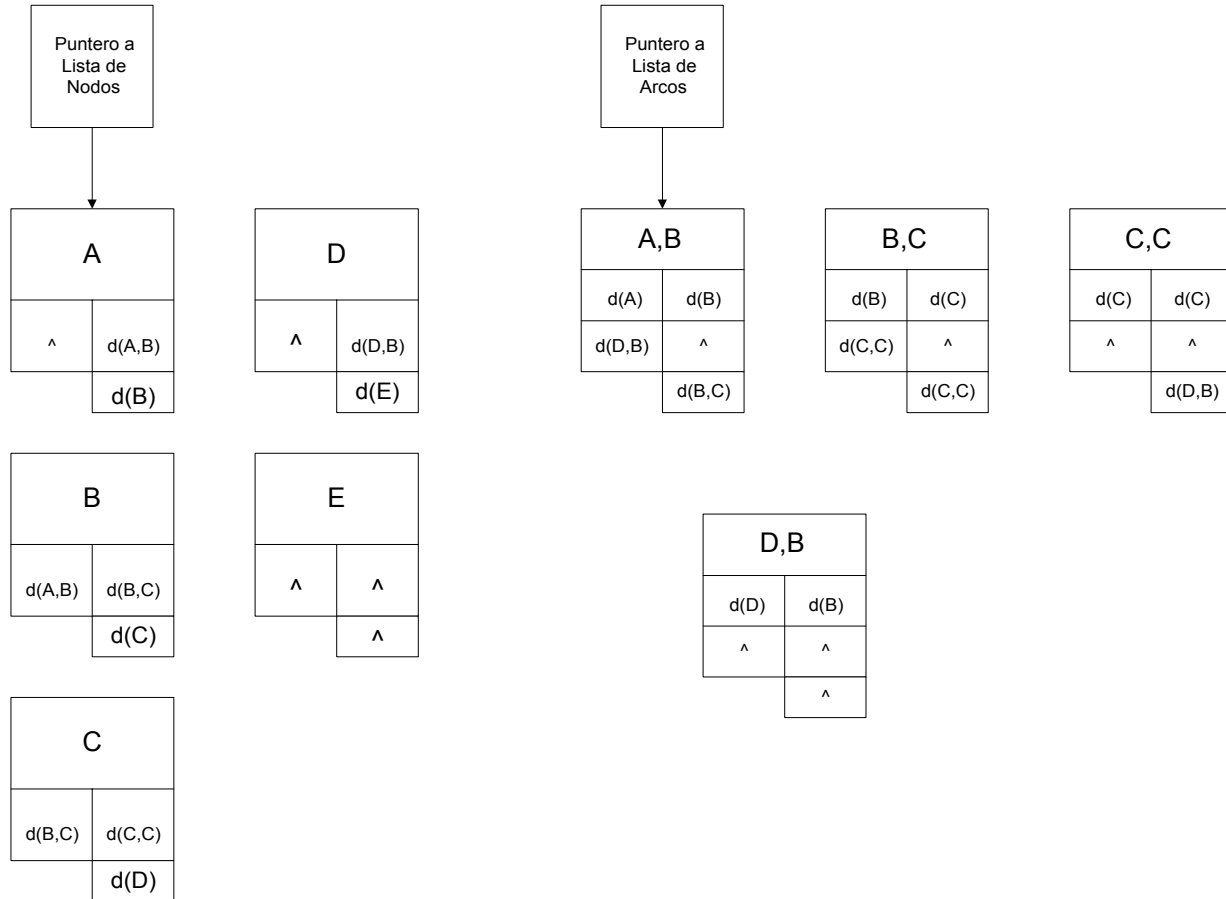 Puntero a
Lista de
Nodos
Puntero a
Lista de
Arcos
A
^ d(A,B)
d(B)
D
^ d(D,B)
d(E)
A,B
d(A) d(B)
d(D,B) ^
d(B,C)
B,C
d(B) d(C)
d(C,C) ^
d(C,C)
C,C
d(C) d(C)
^ ^
d(D,B)
B
d(A,B) d(B,C)
d(C)
E
^ ^
^
D,B
d(D) d(B)
^ ^
^
C
d(B,C) d(C,C)
d(D)